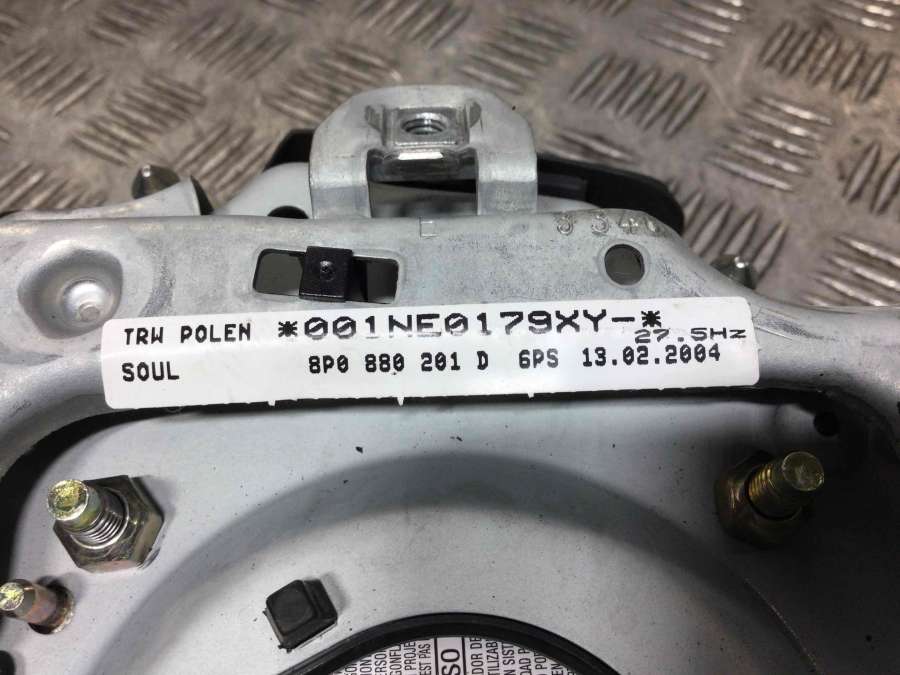 TRW POLEN *001NE0179XY-*
27.5Hz
SOUL 8P0 880 201 D 6PS 13.02.2004